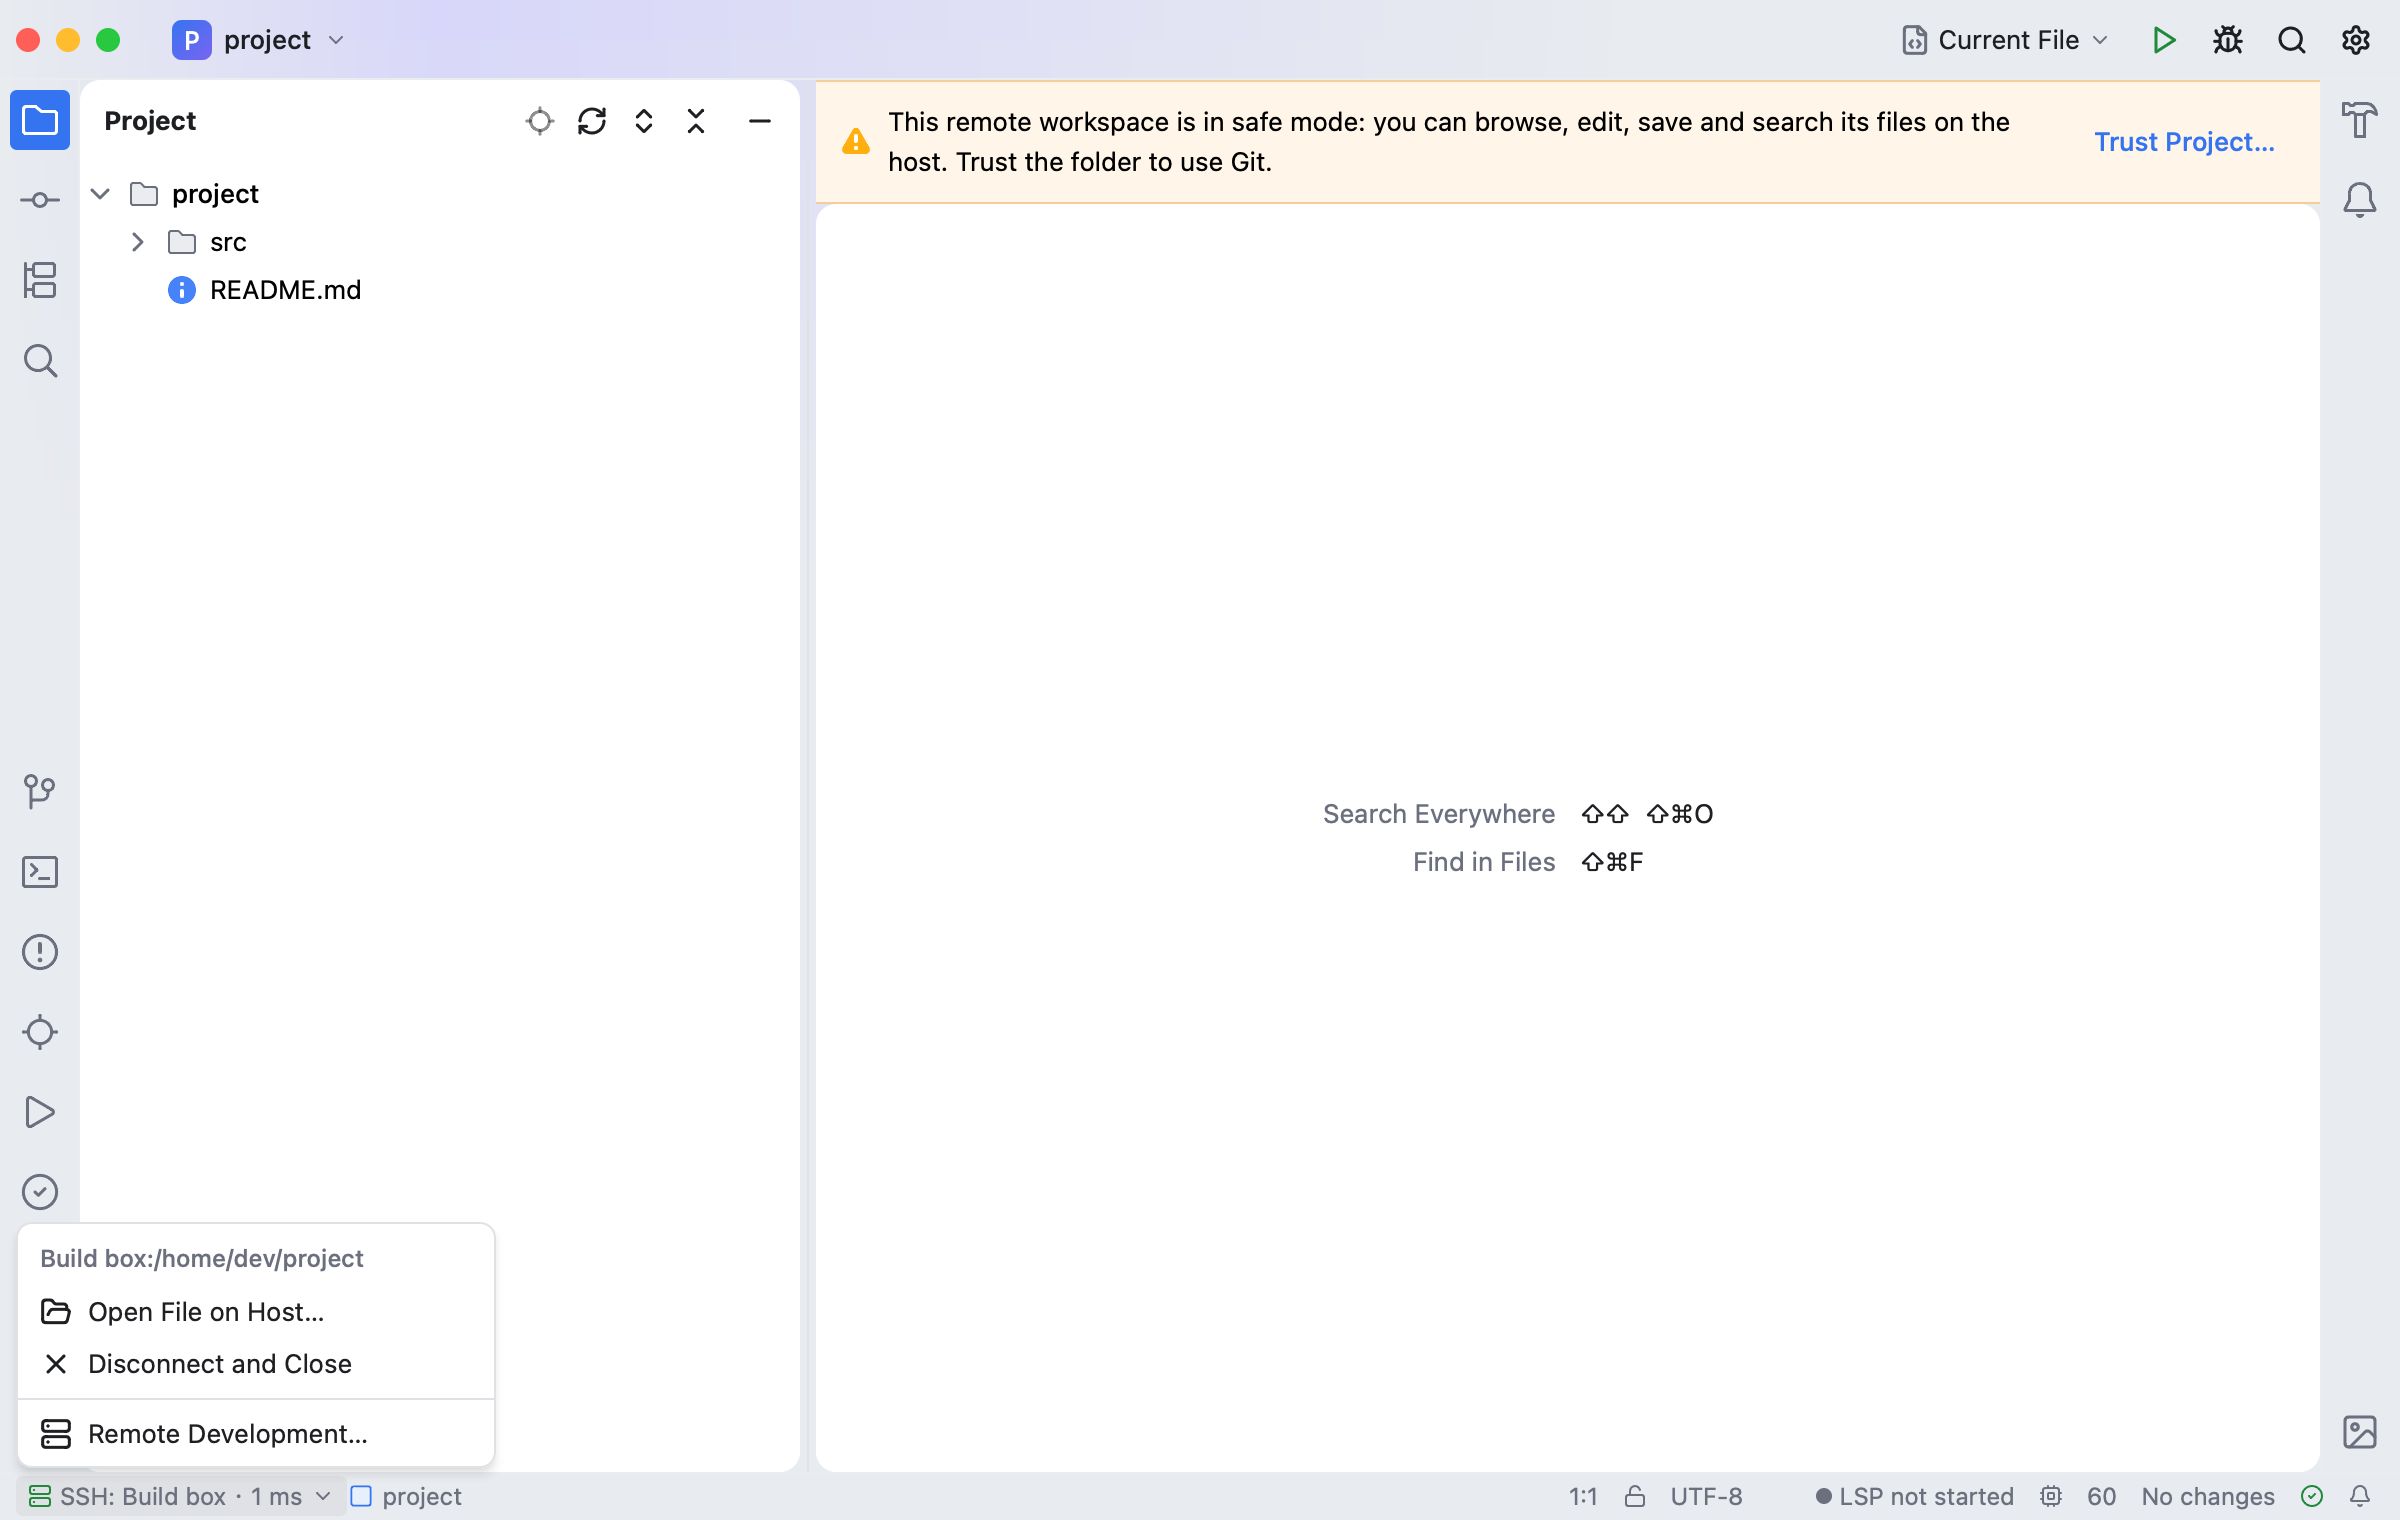 P project
Current File
Project
This remote workspace is in safe mode: you can browse, edit, save and search its files on the
host. Trust the folder to use Git.
Trust Project...
project
src
README.md
Search Everywhere ⇧⇧ ⇧⌘O
Find in Files ⇧⌘F
Build box:/home/dev/project
Open File on Host...
Disconnect and Close
Remote Development...
SSH: Build box · 1 ms
project
1:1
UTF-8
LSP not started
60
No changes